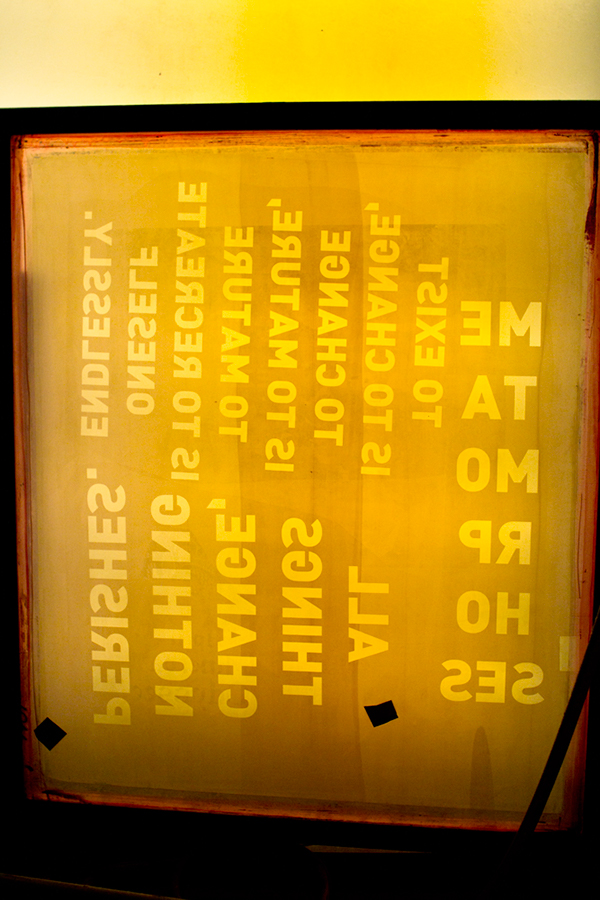 ME
TA
MO
RP
HO
SES
ALL
THINGS
CHANGE,
NOTHING
PERISHES.
TO EXIST
IS TO CHANGE,
TO CHANGE
IS TO MATURE,
TO MATURE
IS TO RECREATE
ONESELF
ENDLESSLY.